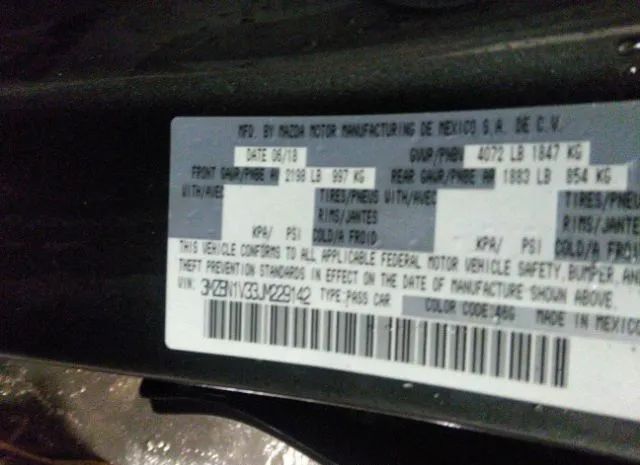 MFD. BY MAZDA MOTOR MANUFACTURING DE MEXICO S.A. DE C.V.
DATE 06/18 GVWR/PNBV 4072 LB 1847 KG
FRONT GAWR/PNBE AV 2198 LB 997 KG REAR GAWR/PNBE AR 1883 LB 854 KG
WITH/AVEC TIRES/PNEUS WITH/AVEC TIRES/PNEU
RIMS/JANTES RIMS/JANTE
KPA/ PSI COLD/A FROID KPA/ PSI COLD/A FROI
THIS VEHICLE CONFORMS TO ALL APPLICABLE FEDERAL MOTOR VEHICLE SAFETY, BUMPER AN
THEFT PREVENTION STANDARDS IN EFFECT ON THE DATE OF MANUFACTURE SHOWN ABOVE.
VIN: 3MZBN1V33JM229142 TYPE: PASS CAR COLOR CODE: 46G MADE IN MEXICO